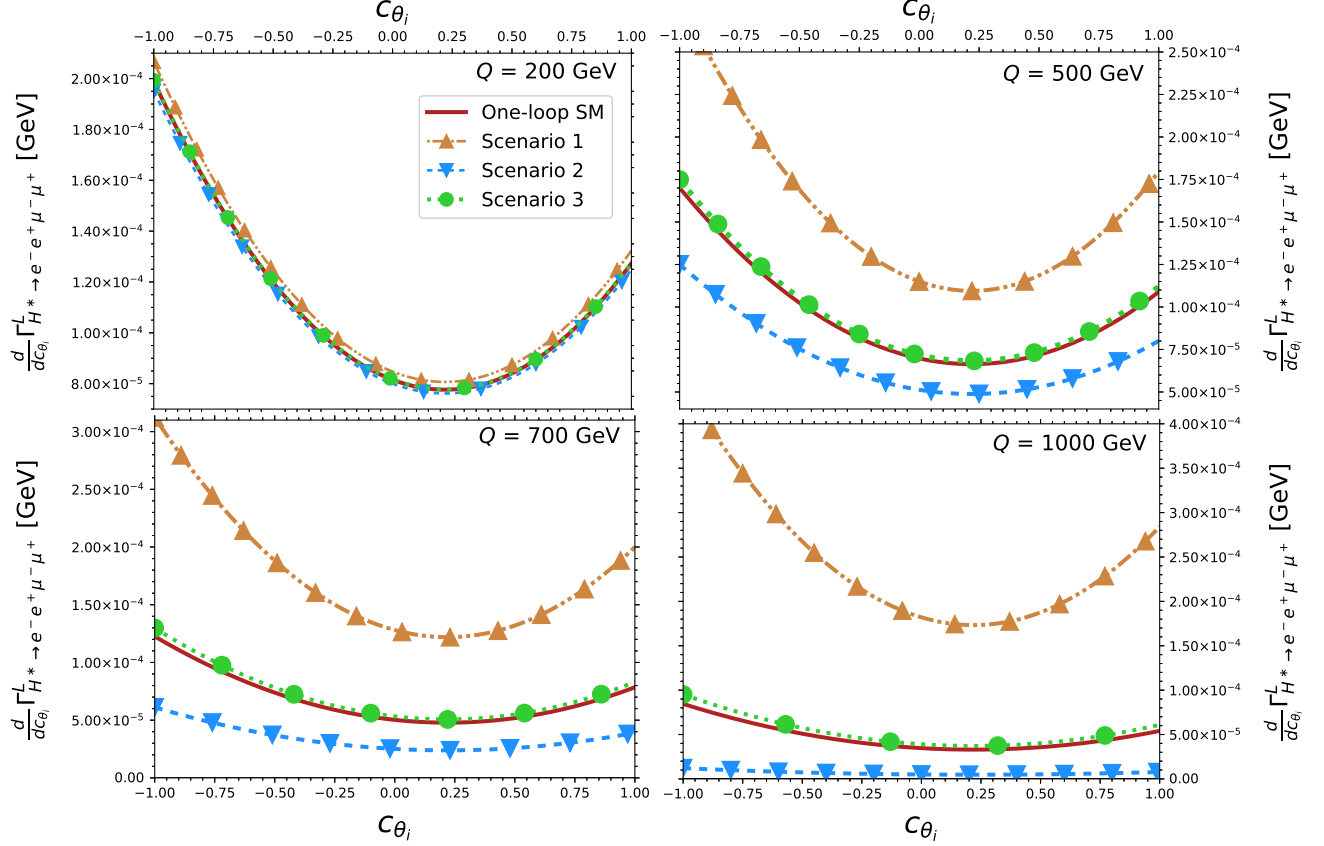 c_{θ_i}
c_{θ_i}
−1.00 −0.75 −0.50 −0.25 0.00 0.25 0.50 0.75 1.00
−1.00 −0.75 −0.50 −0.25 0.00 0.25 0.50 0.75 1.00
d/dc_{θ_i} Γ^L_{H*→e⁻e⁺μ⁻μ⁺} [GeV]
2.00×10⁻⁴
1.80×10⁻⁴
1.60×10⁻⁴
1.40×10⁻⁴
1.20×10⁻⁴
1.00×10⁻⁴
8.00×10⁻⁵
Q = 200 GeV
One-loop SM
Scenario 1
Scenario 2
Scenario 3
Q = 500 GeV
2.50×10⁻⁴
2.25×10⁻⁴
2.00×10⁻⁴
1.75×10⁻⁴
1.50×10⁻⁴
1.25×10⁻⁴
1.00×10⁻⁴
7.50×10⁻⁵
5.00×10⁻⁵
d/dc_{θ_i} Γ^L_{H*→e⁻e⁺μ⁻μ⁺} [GeV]
d/dc_{θ_i} Γ^L_{H*→e⁻e⁺μ⁻μ⁺} [GeV]
3.00×10⁻⁴
2.50×10⁻⁴
2.00×10⁻⁴
1.50×10⁻⁴
1.00×10⁻⁴
5.00×10⁻⁵
0.00
Q = 700 GeV
Q = 1000 GeV
4.00×10⁻⁴
3.50×10⁻⁴
3.00×10⁻⁴
2.50×10⁻⁴
2.00×10⁻⁴
1.50×10⁻⁴
1.00×10⁻⁴
5.00×10⁻⁵
0.00
d/dc_{θ_i} Γ^L_{H*→e⁻e⁺μ⁻μ⁺} [GeV]
−1.00 −0.75 −0.50 −0.25 0.00 0.25 0.50 0.75 1.00
−1.00 −0.75 −0.50 −0.25 0.00 0.25 0.50 0.75 1.00
c_{θ_i}
c_{θ_i}